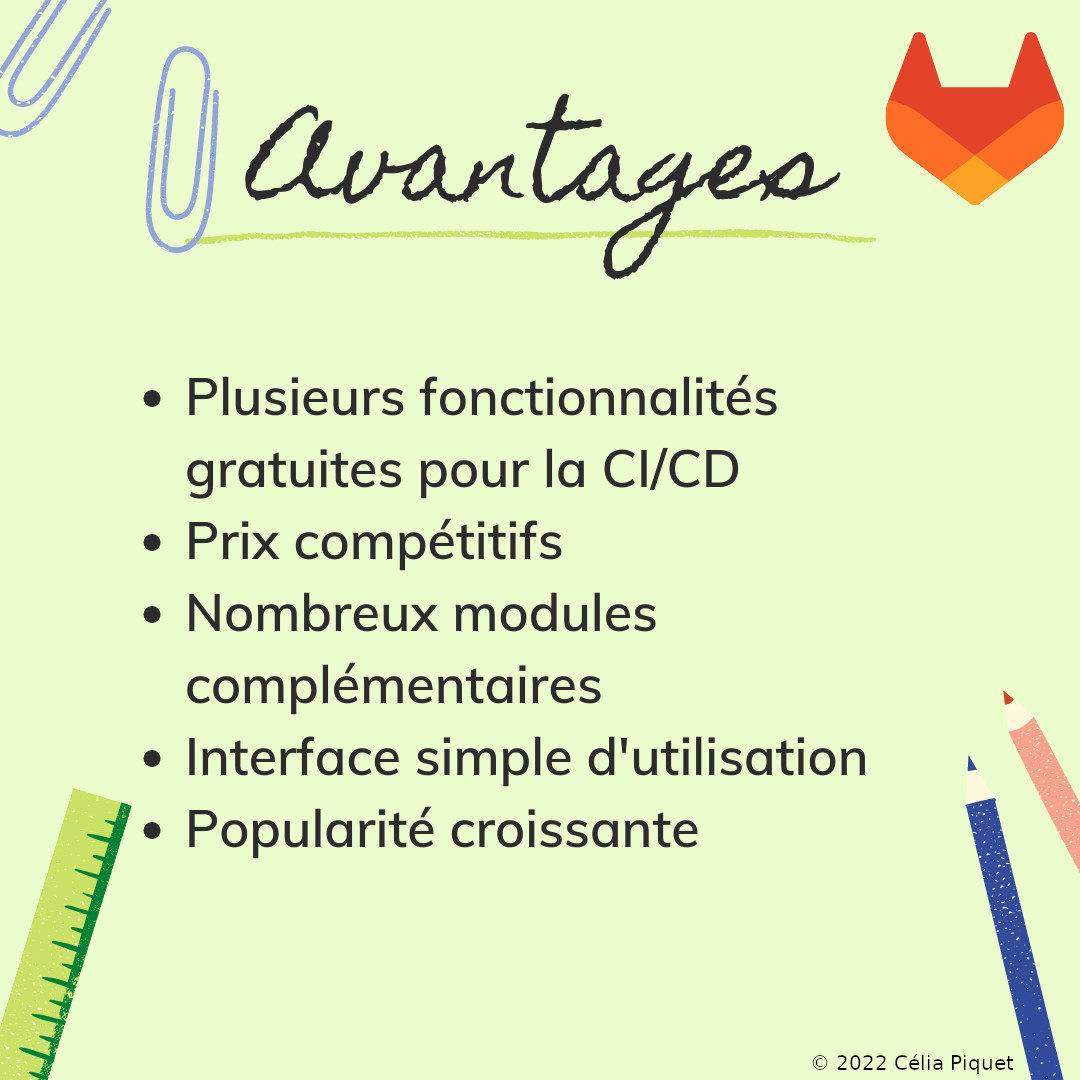 Avantages
• Plusieurs fonctionnalités
gratuites pour la CI/CD
• Prix compétitifs
• Nombreux modules
complémentaires
• Interface simple d'utilisation
• Popularité croissante
© 2022 Célia Piquet